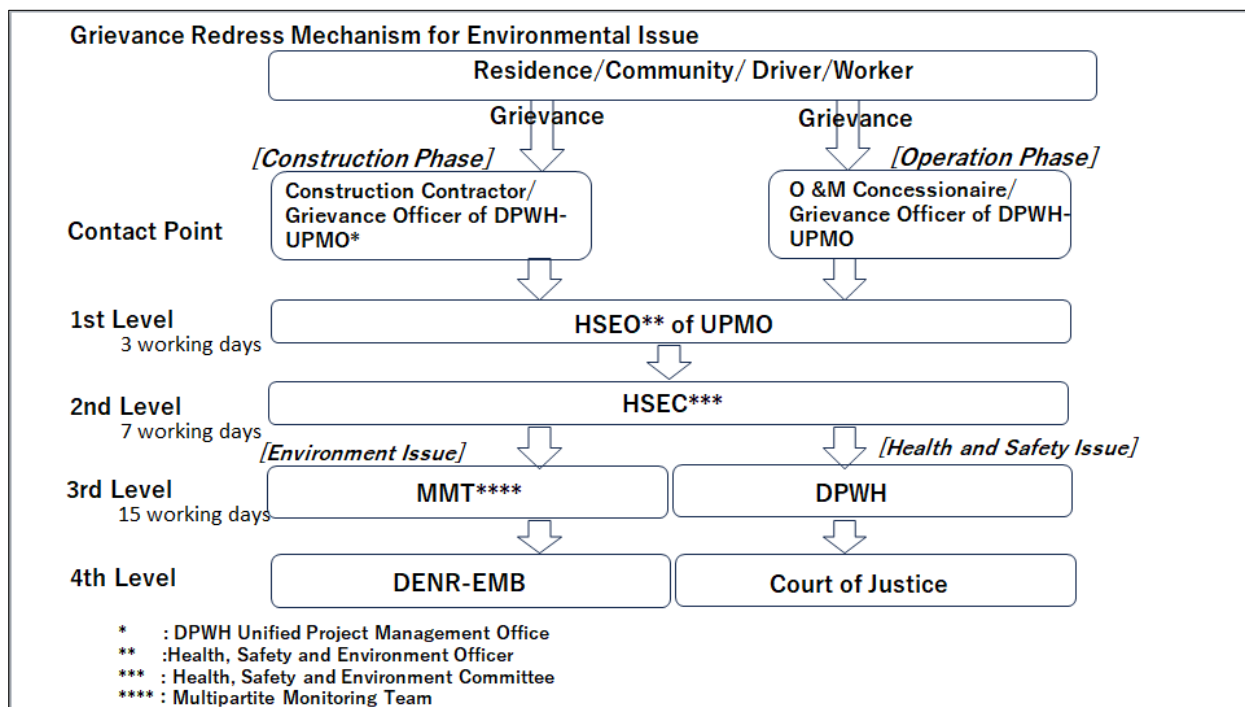 Grievance Redress Mechanism for Environmental Issue
Residence/Community/ Driver/Worker
Grievance
Grievance
[Construction Phase]
[Operation Phase]
Contact Point
Construction Contractor/
Grievance Officer of DPWH-
UPMO*
O &M Concessionaire/
Grievance Officer of DPWH-
UPMO
1st Level
3 working days
HSEO** of UPMO
2nd Level
7 working days
HSEC***
[Environment Issue]
[Health and Safety Issue]
3rd Level
15 working days
MMT****
DPWH
4th Level
DENR-EMB
Court of Justice
* : DPWH Unified Project Management Office
** :Health, Safety and Environment Officer
*** : Health, Safety and Environment Committee
**** : Multipartite Monitoring Team